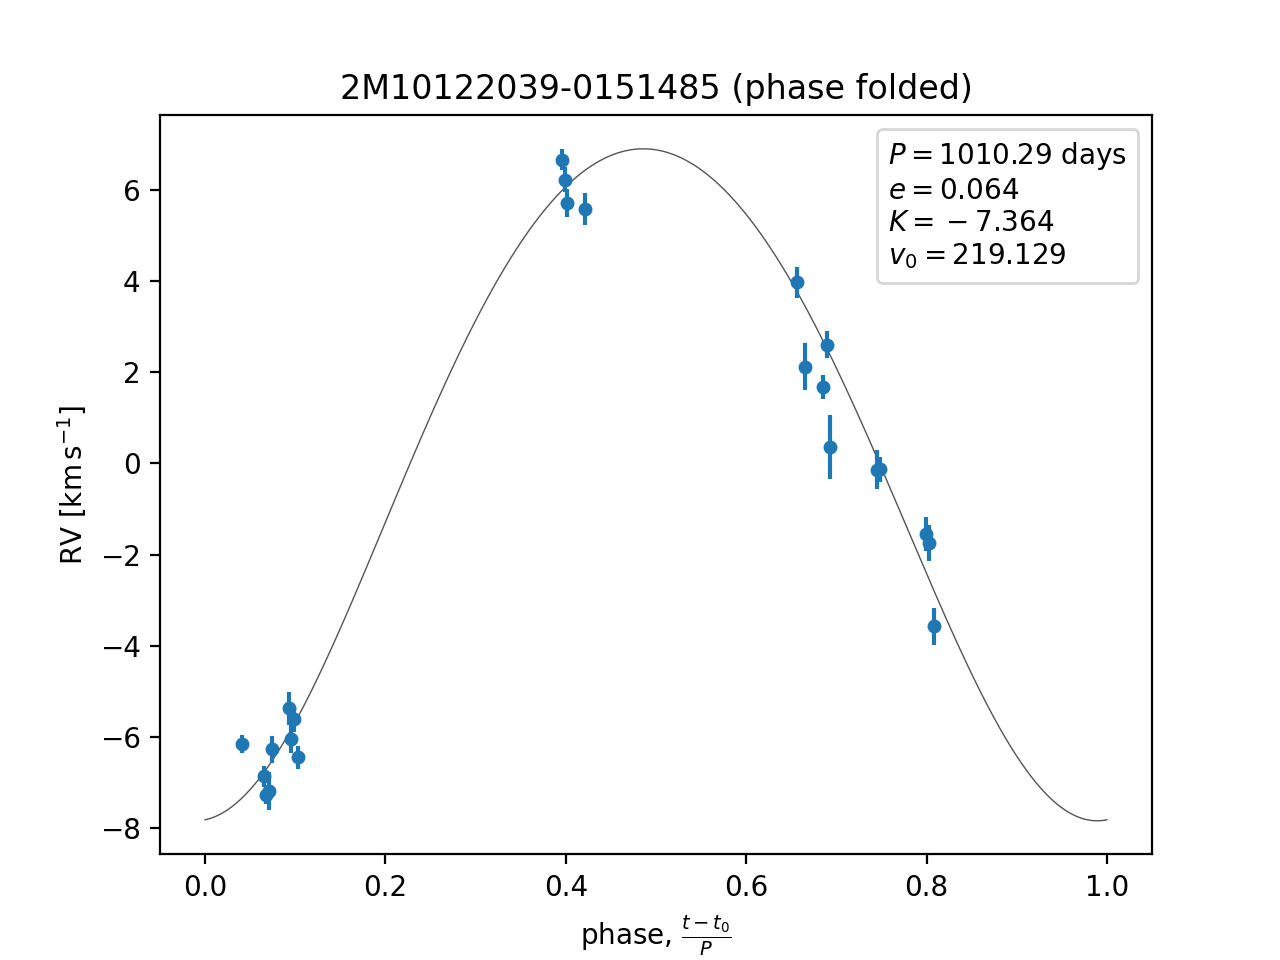 2M10122039-0151485 (phase folded)
P = 1010.29 days
e = 0.064
K = −7.364
v₀ = 219.129
RV [km s⁻¹]
6
4
2
0
−2
−4
−6
−8
0.0 0.2 0.4 0.6 0.8 1.0
phase, (t − t₀)/P